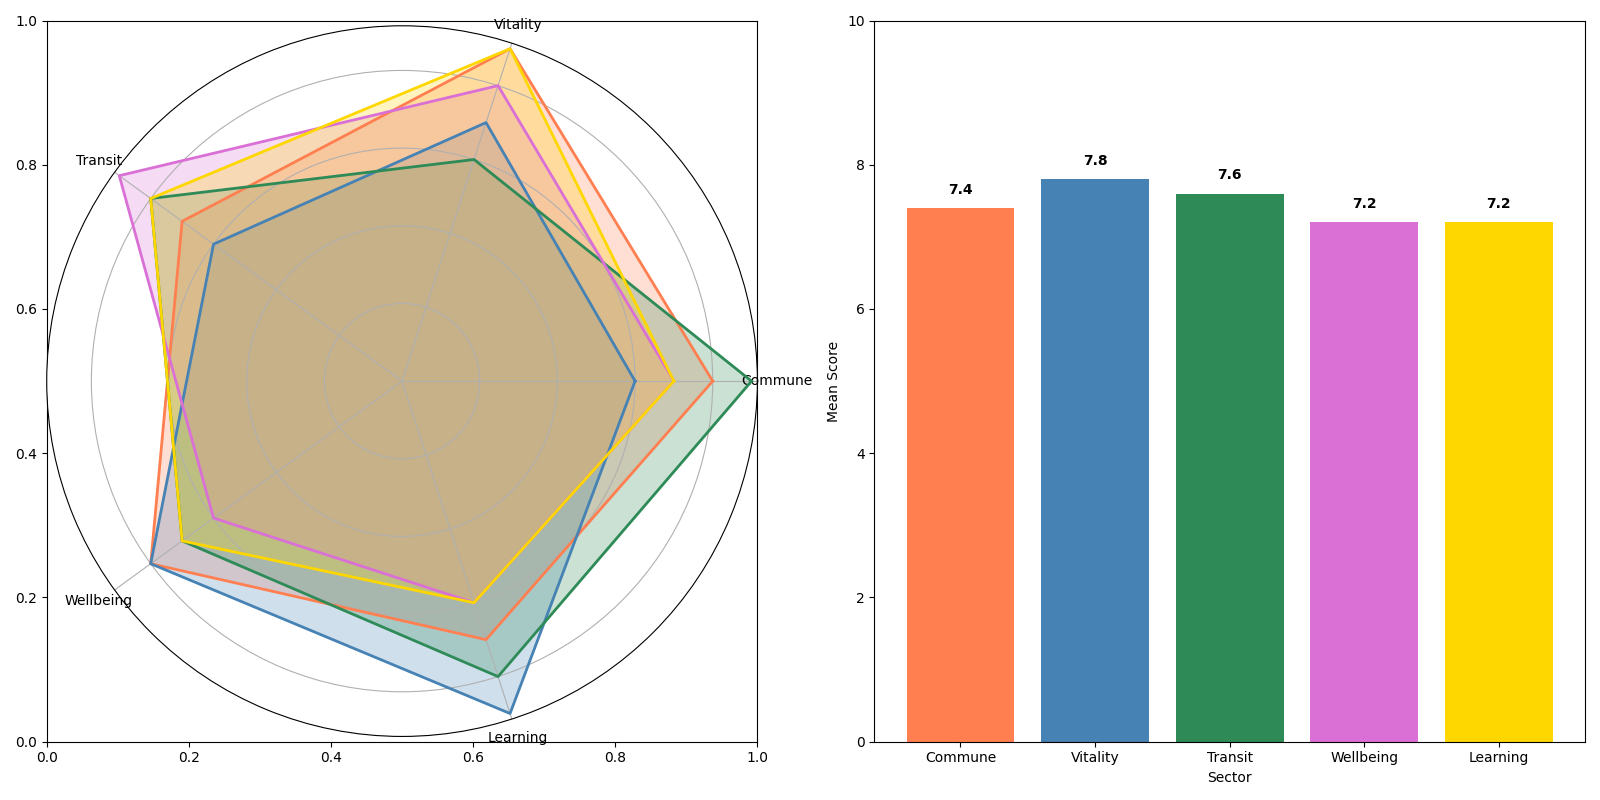 1.0
0.8
0.6
0.4
0.2
0.0
0.0 0.2 0.4 0.6 0.8 1.0
Vitality
Transit
Commune
Wellbeing
Learning
10
8
6
4
2
0
Mean Score
7.4
7.8
7.6
7.2
7.2
Commune Vitality Transit Wellbeing Learning
Sector